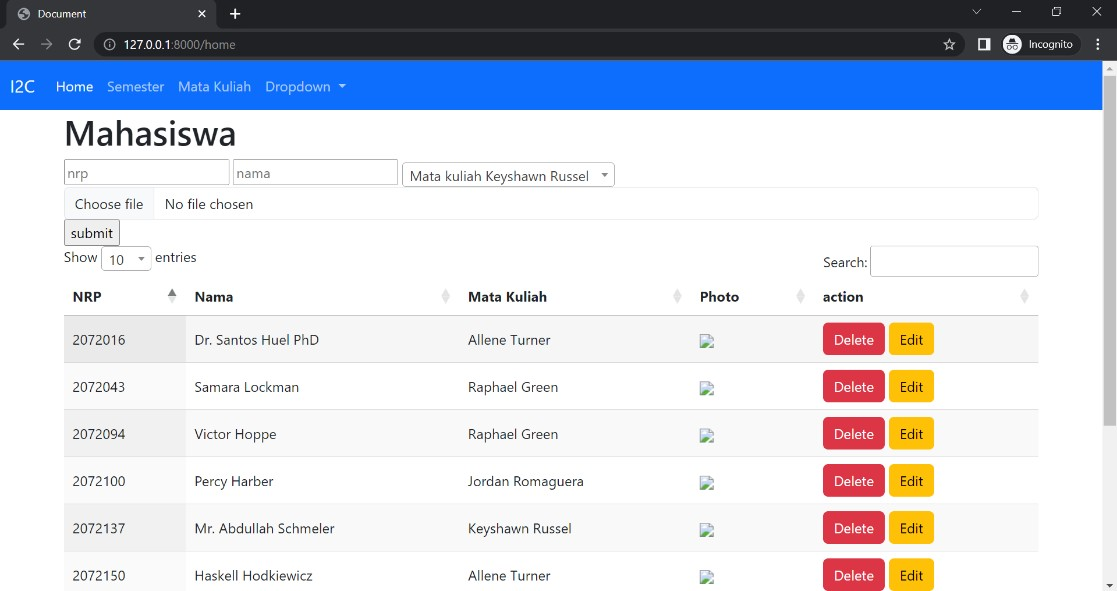 Document
127.0.0.1:8000/home
Incognito
I2C Home Semester Mata Kuliah Dropdown
Mahasiswa
nrp nama Mata kuliah Keyshawn Russel
Choose file No file chosen
submit
Show 10 entries Search:
NRP Nama Mata Kuliah Photo action
2072016 Dr. Santos Huel PhD Allene Turner Delete Edit
2072043 Samara Lockman Raphael Green Delete Edit
2072094 Victor Hoppe Raphael Green Delete Edit
2072100 Percy Harber Jordan Romaguera Delete Edit
2072137 Mr. Abdullah Schmeler Keyshawn Russel Delete Edit
2072150 Haskell Hodkiewicz Allene Turner Delete Edit